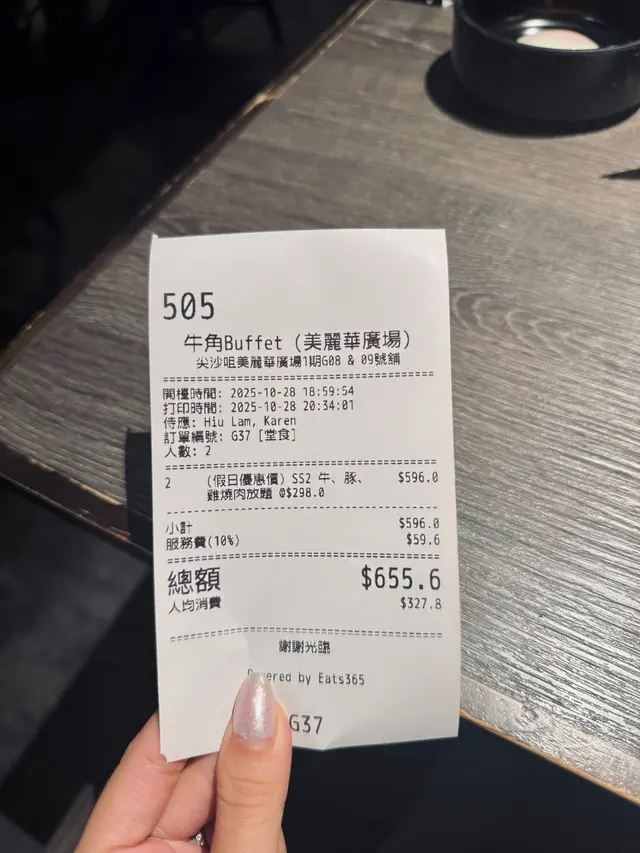 505
牛角Buffet (美麗華廣場)
尖沙咀美麗華廣場1期G08 & 09號舖
開檯時間: 2025-10-28 18:59:54
打印時間: 2025-10-28 20:34:01
侍應: Hiu Lam, Karen
訂單編號: G37 [堂食]
人數: 2
2 (假日優惠價) SS2 牛、豚、 $596.0
雞燒肉放題 @$298.0
小計 $596.0
服務費(10%) $59.6
總額 $655.6
人均消費 $327.8
謝謝光臨
by Eats365
G37